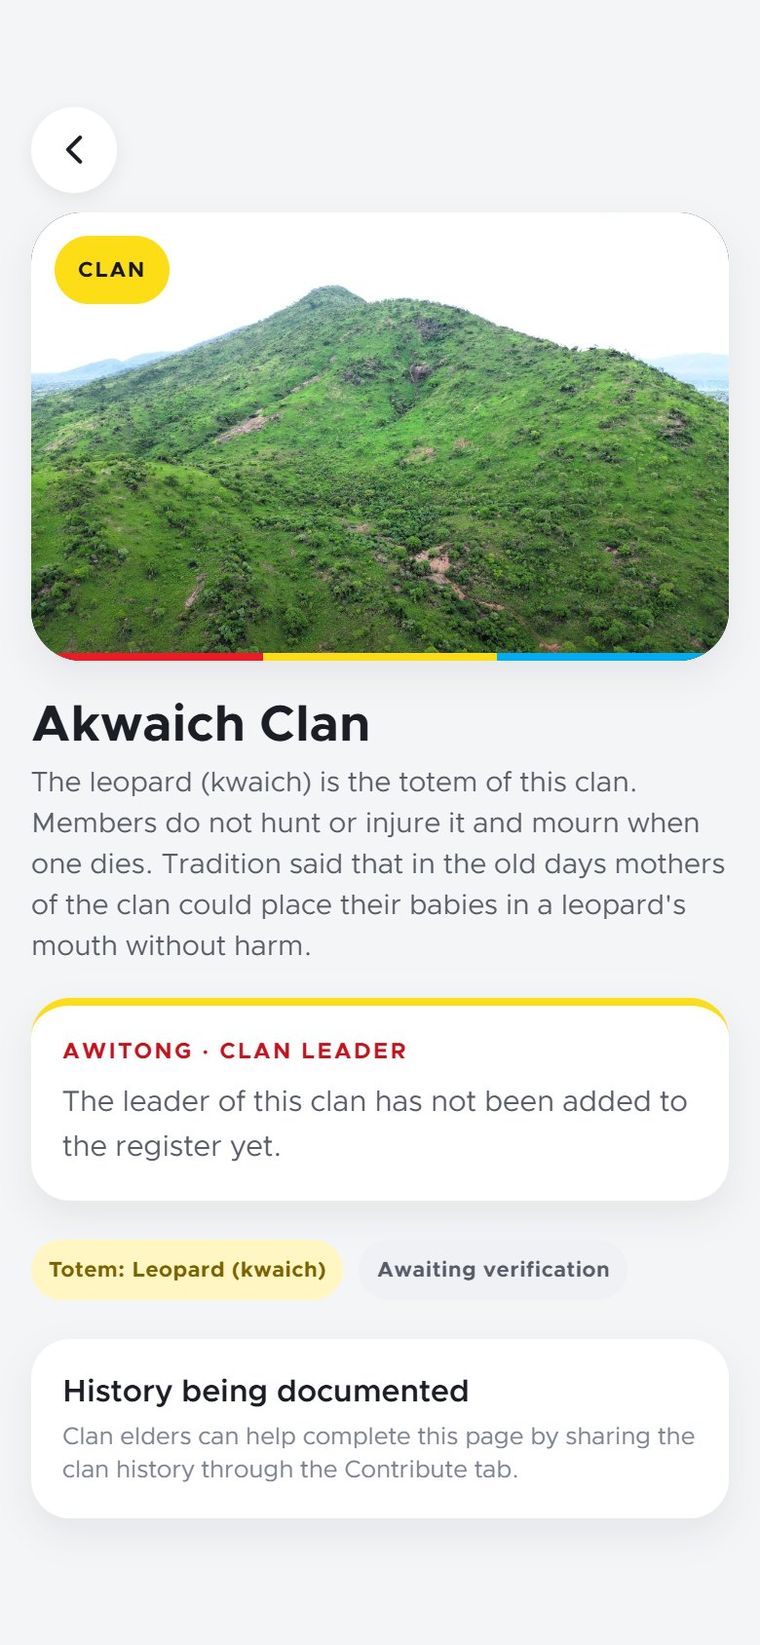 CLAN
Akwaich Clan
The leopard (kwaich) is the totem of this clan.
Members do not hunt or injure it and mourn when
one dies. Tradition said that in the old days mothers
of the clan could place their babies in a leopard's
mouth without harm.
AWITONG · CLAN LEADER
The leader of this clan has not been added to
the register yet.
Totem: Leopard (kwaich)
Awaiting verification
History being documented
Clan elders can help complete this page by sharing the
clan history through the Contribute tab.